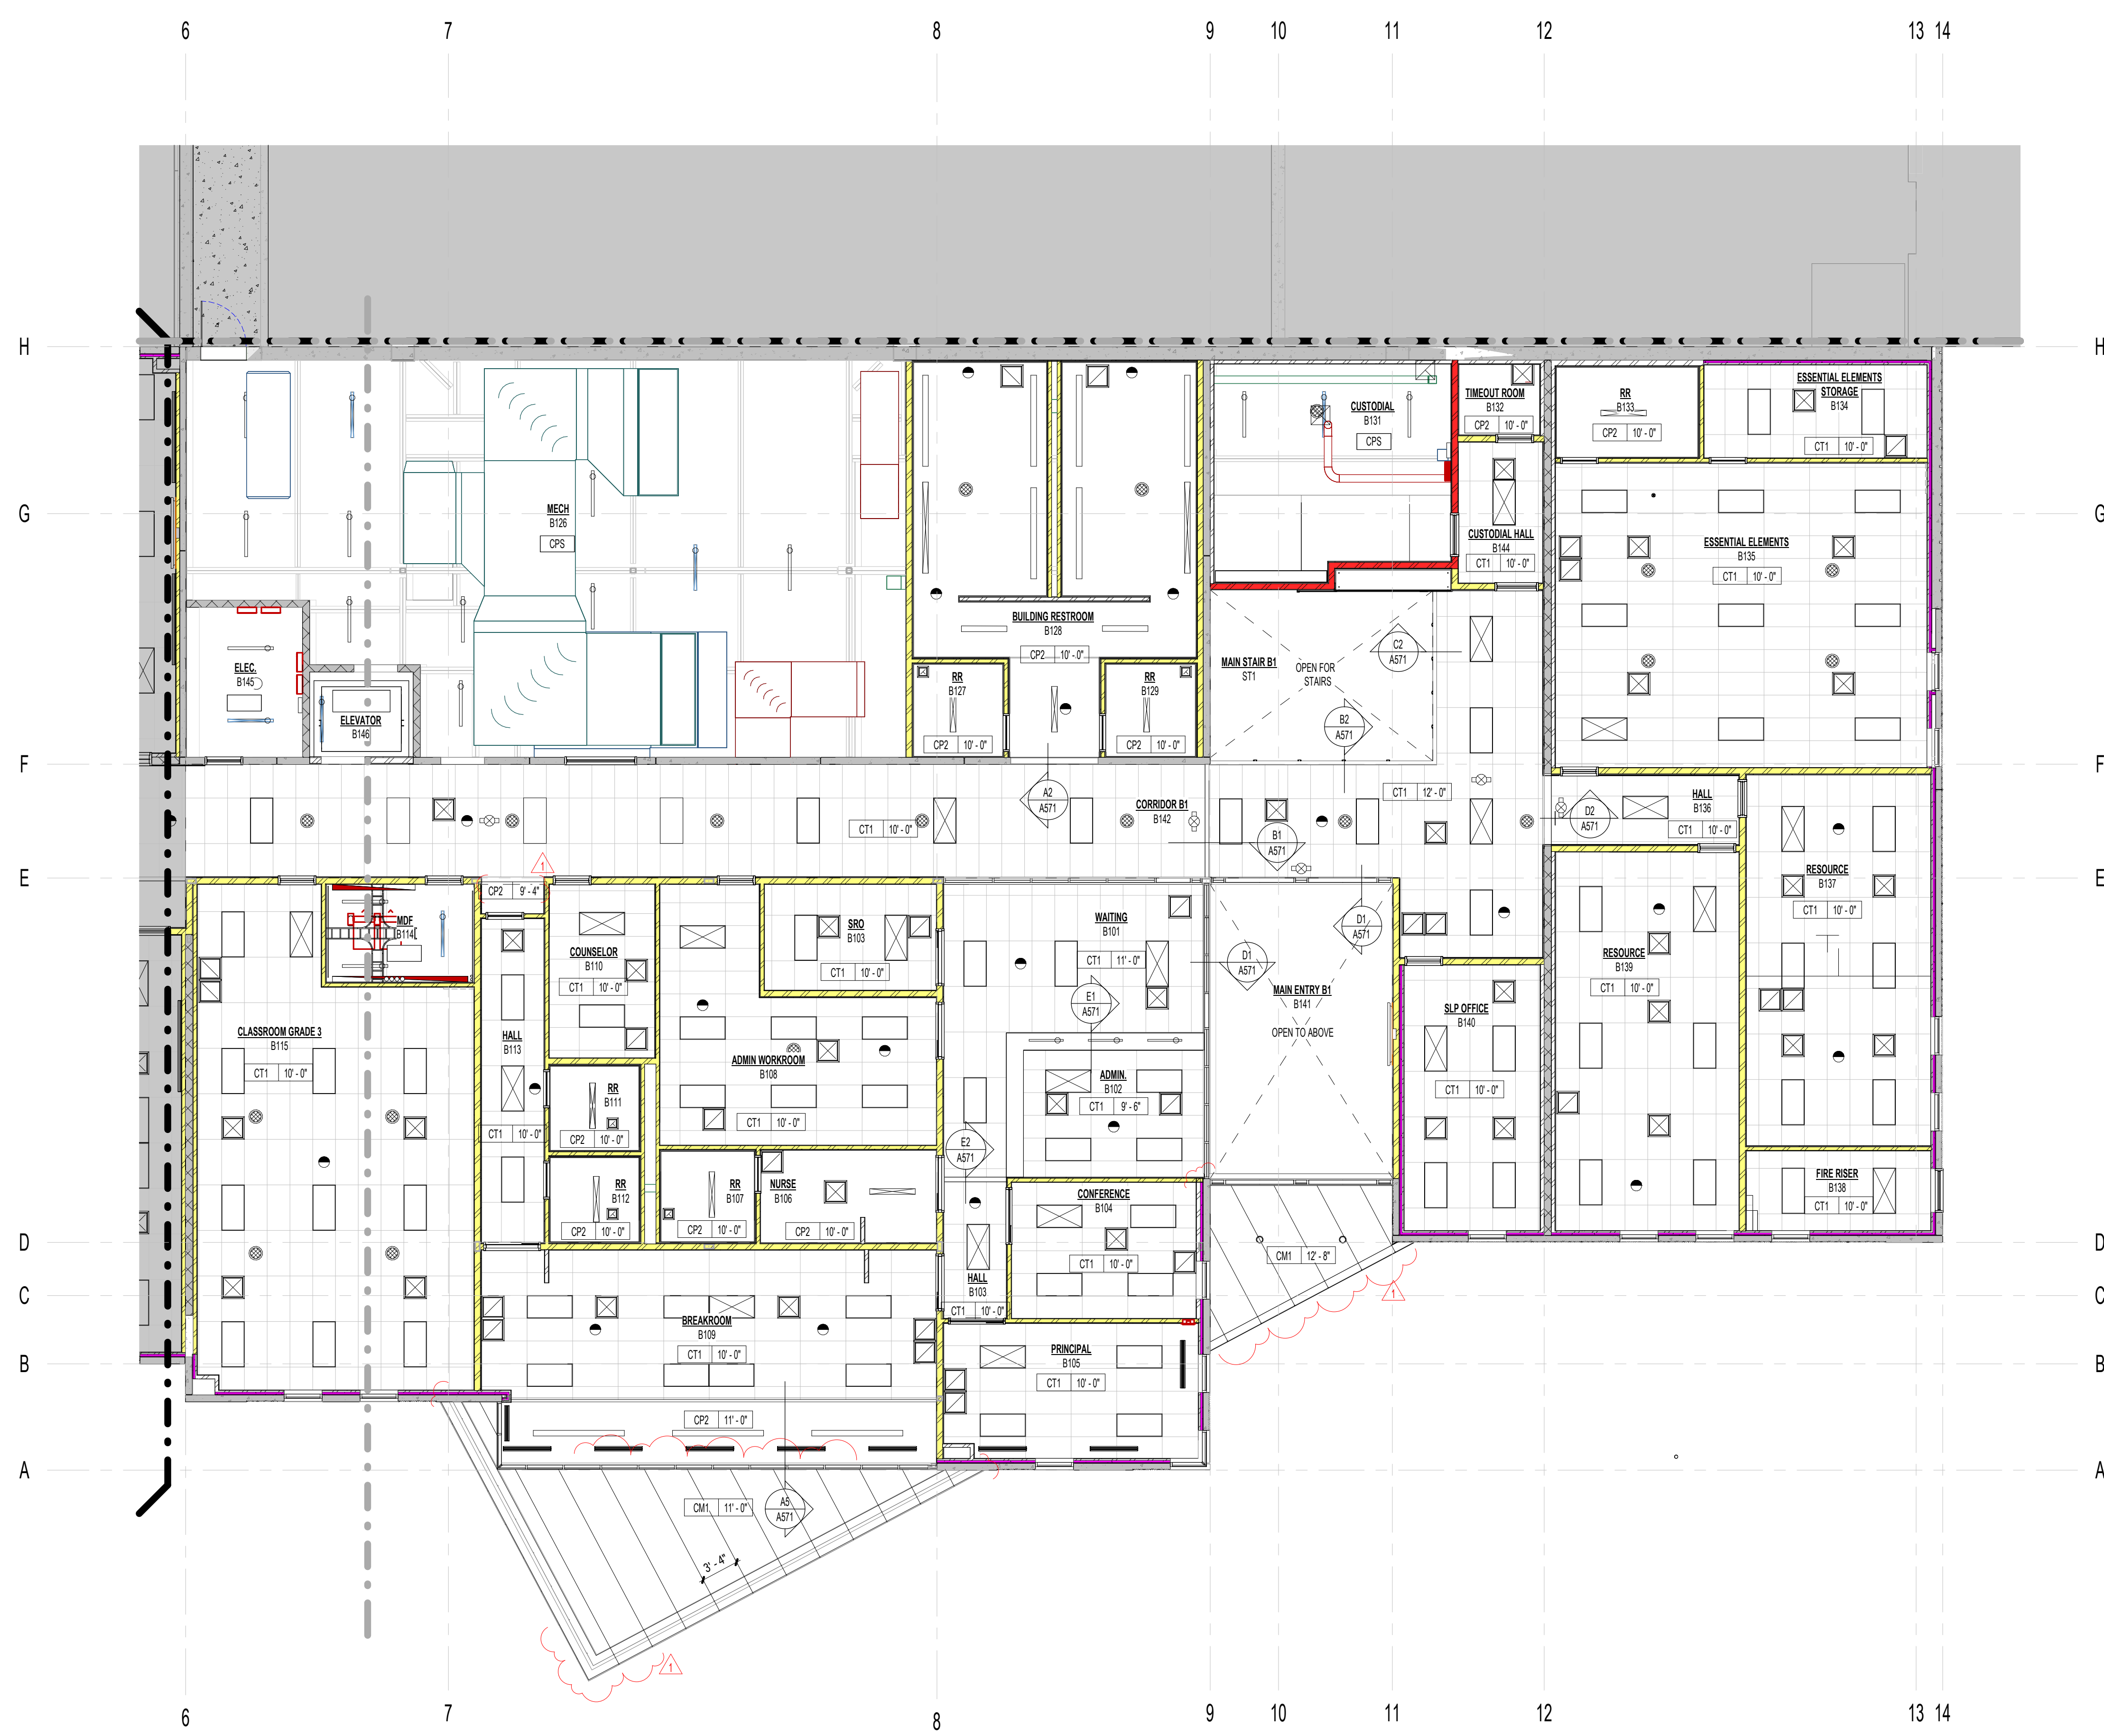 6 7 8 9 10 11 12 13 14
H H
TIMEOUT ROOM
B132
CP2 10' - 0"
RR
B133
CP2 10' - 0"
ESSENTIAL ELEMENTS
STORAGE
B134
CT1 10' - 0"
CUSTODIAL
B131
CPS
G G
MECH
B126
CPS
CUSTODIAL HALL
B144
CT1 10' - 0"
ESSENTIAL ELEMENTS
B135
CT1 10' - 0"
BUILDING RESTROOM
B128
CP2 10' - 0"
ELEC.
B145
ELEVATOR
B146
RR
B127
CP2 10' - 0"
RR
B129
CP2 10' - 0"
MAIN STAIR B1
ST1
OPEN FOR
STAIRS
C2
A571
B2
A571
F F
CORRIDOR B1
B142
CT1 10' - 0"
A2
A571
B1
A571
CT1 12' - 0"
D2
A571
HALL
B136
CT1 10' - 0"
E E
1
CP2 9' - 4"
MDF
B114
COUNSELOR
B110
CT1 10' - 0"
SRO
B103
CT1 10' - 0"
WAITING
B101
CT1 11' - 0"
E1
A571
D1
A571
D1
A571
MAIN ENTRY B1
B141
OPEN TO ABOVE
RESOURCE
B137
CT1 10' - 0"
RESOURCE
B139
CT1 10' - 0"
SLP OFFICE
B140
CT1 10' - 0"
CLASSROOM GRADE 3
B115
CT1 10' - 0"
HALL
B113
CT1 10' - 0"
ADMIN WORKROOM
B108
CT1 10' - 0"
ADMIN.
B102
CT1 9' - 6"
RR
B111
CP2 10' - 0"
E2
A571
RR
B112
CP2 10' - 0"
RR
B107
CP2 10' - 0"
NURSE
B106
CP2 10' - 0"
CONFERENCE
B104
CT1 10' - 0"
FIRE RISER
B138
CT1 10' - 0"
D D
CM1 12' - 8"
HALL
B103
CT1 10' - 0"
C C
1
BREAKROOM
B109
CT1 10' - 0"
PRINCIPAL
B105
CT1 10' - 0"
B B
CP2 11' - 0"
A A
CM1 11' - 0"
A5
A571
3' - 4"
1
6 7 8 9 10 11 12 13 14